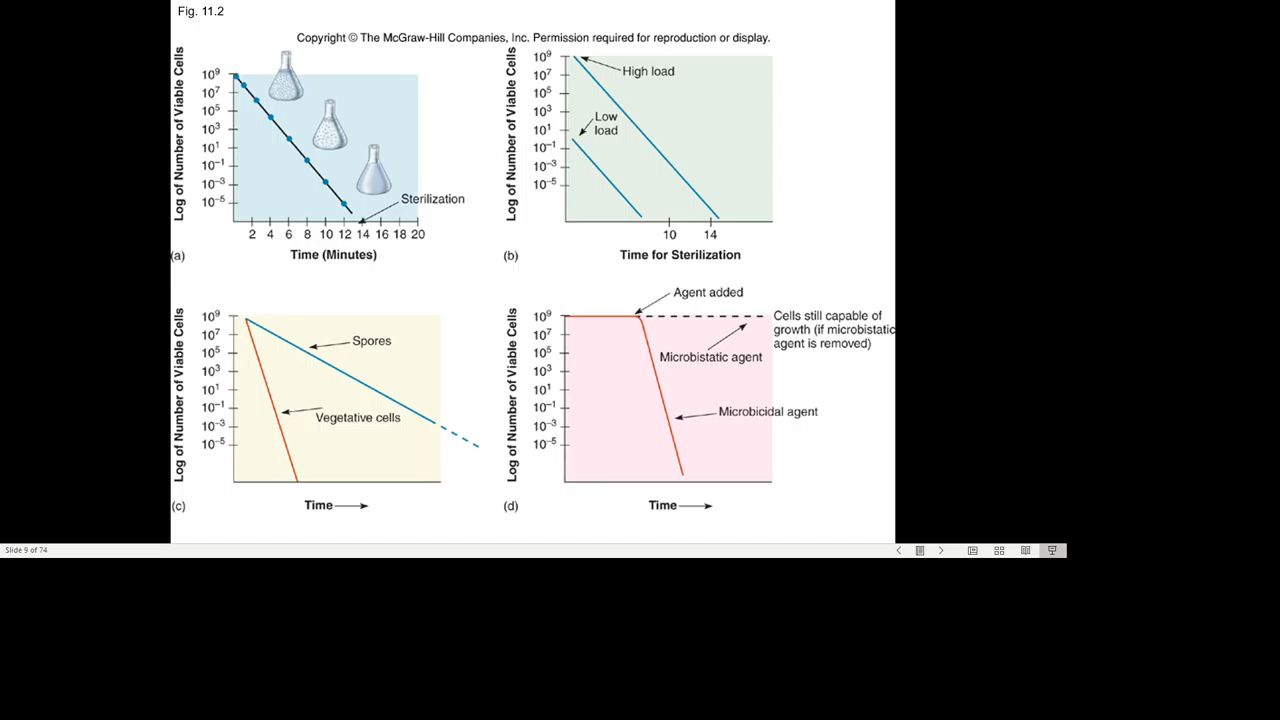 Fig. 11.2
Copyright © The McGraw-Hill Companies, Inc. Permission required for reproduction or display.
Log of Number of Viable Cells
10⁹
10⁷
10⁵
10³
10¹
10⁻¹
10⁻³
10⁻⁵
Sterilization
2 4 6 8 10 12 14 16 18 20
(a)
Time (Minutes)
Log of Number of Viable Cells
10⁹
10⁷
10⁵
10³
10¹
10⁻¹
10⁻³
10⁻⁵
High load
Low
load
10 14
(b)
Time for Sterilization
Log of Number of Viable Cells
10⁹
10⁷
10⁵
10³
10¹
10⁻¹
10⁻³
10⁻⁵
Spores
Vegetative cells
(c)
Time
Log of Number of Viable Cells
10⁹
10⁷
10⁵
10³
10¹
10⁻¹
10⁻³
10⁻⁵
Agent added
Cells still capable of
growth (if microbistatic
agent is removed)
Microbistatic agent
Microbicidal agent
(d)
Time
Slide 9 of 74